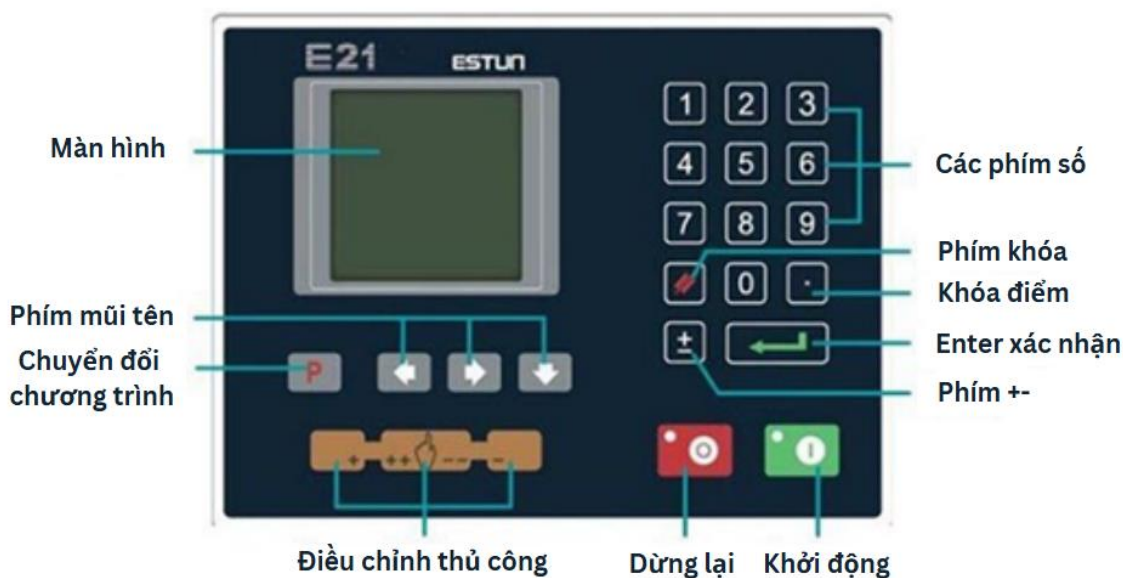 E21
ESTUN
1 2 3
4 5 6
7 8 9
0 .
±
P
+ ++ -- -
Màn hình
Phím mũi tên
Chuyển đổi
chương trình
Điều chỉnh thủ công
Các phím số
Phím khóa
Khóa điểm
Enter xác nhận
Phím +-
Dừng lại
Khởi động